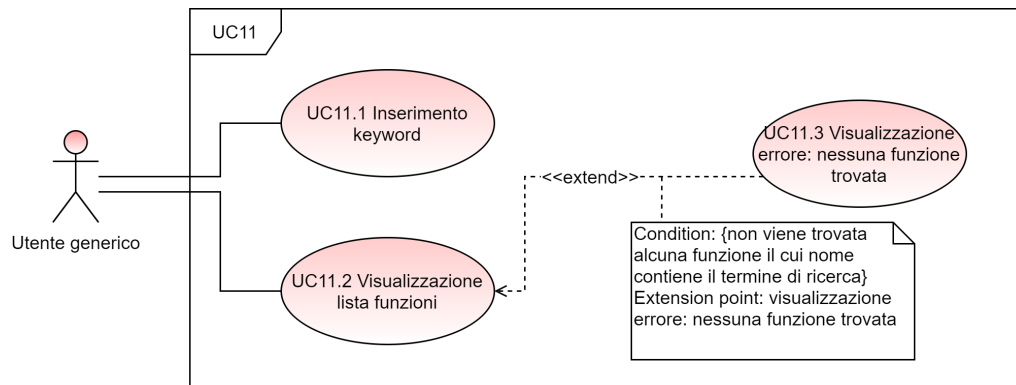 UC11
UC11.1 Inserimento
keyword
UC11.3 Visualizzazione
errore: nessuna funzione
trovata
<<extend>>
Utente generico
Condition: {non viene trovata
alcuna funzione il cui nome
contiene il termine di ricerca}
Extension point: visualizzazione
errore: nessuna funzione trovata
UC11.2 Visualizzazione
lista funzioni